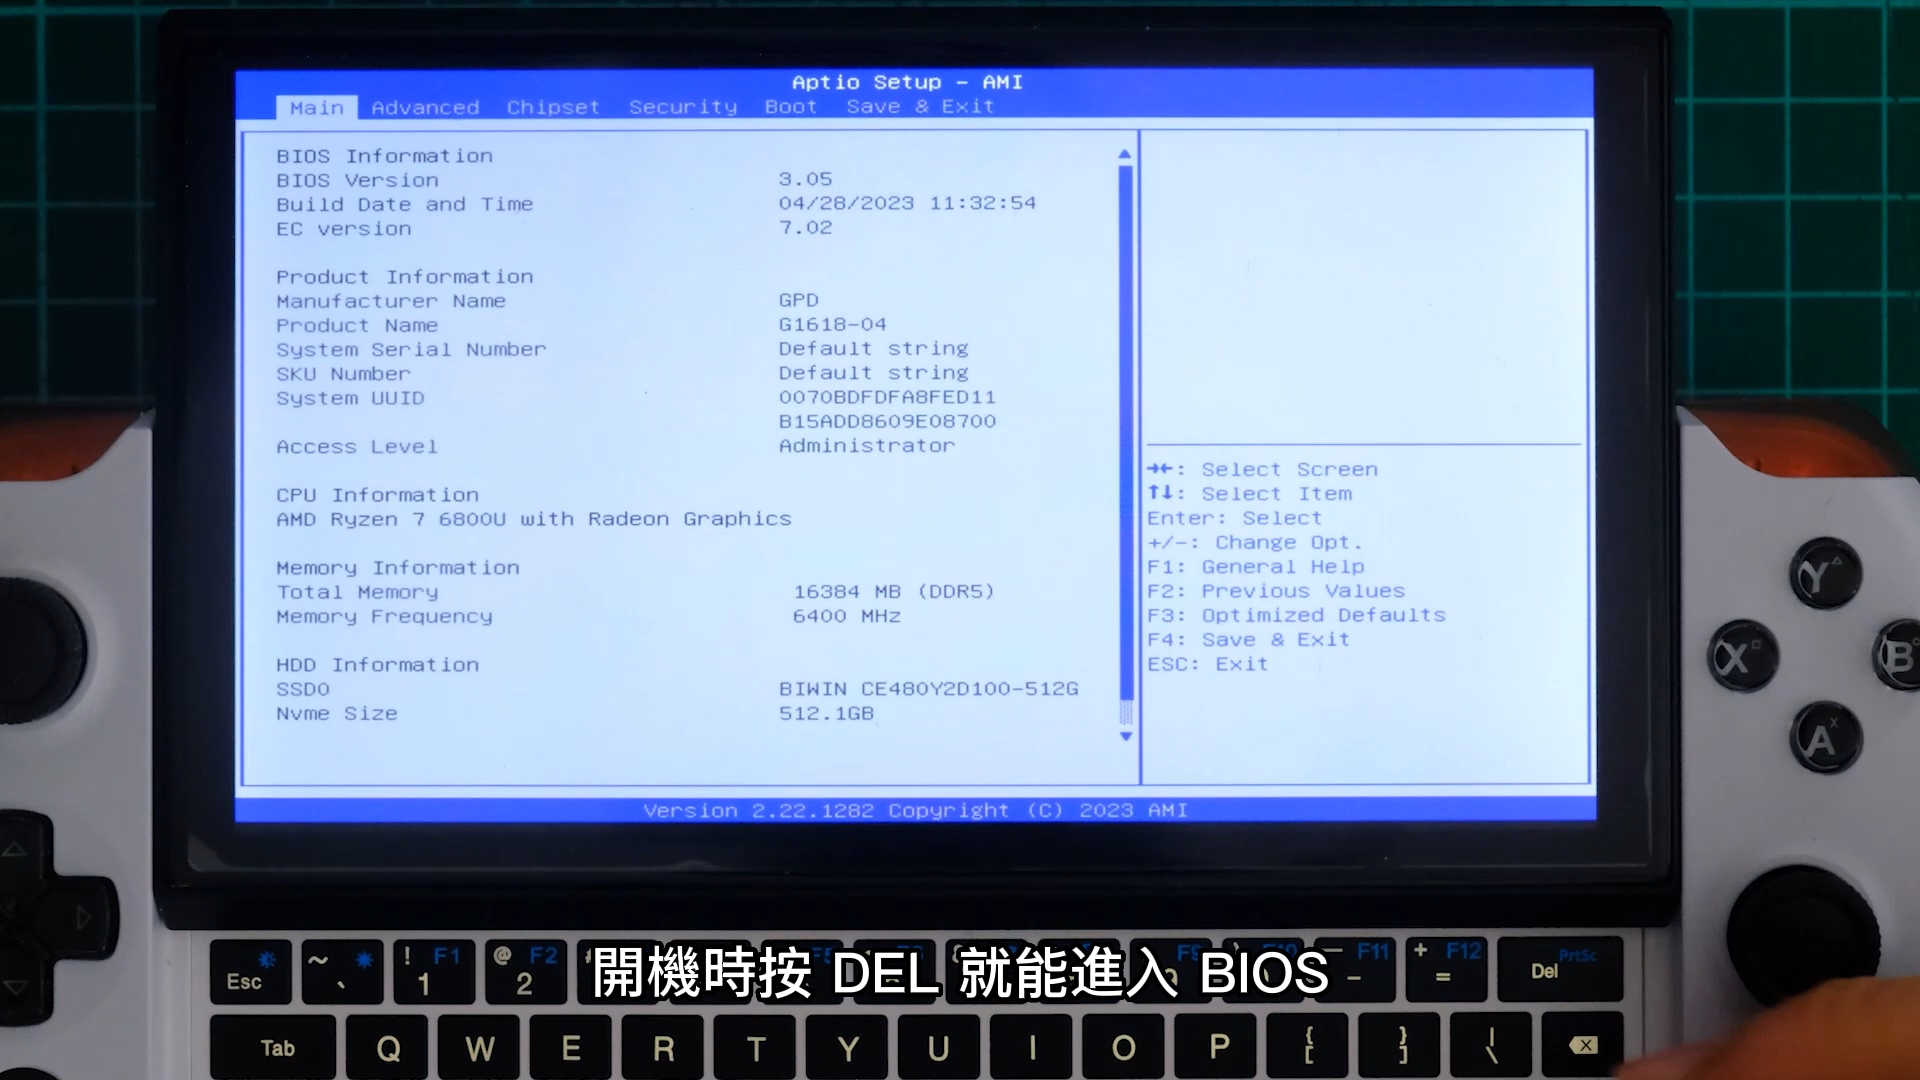 Aptio Setup - AMI
Main Advanced Chipset Security Boot Save & Exit
BIOS Information
BIOS Version 3.05
Build Date and Time 04/28/2023 11:32:54
EC version 7.02
Product Information
Manufacturer Name GPD
Product Name G1618-04
System Serial Number Default string
SKU Number Default string
System UUID 0070BDFDFA8FED11
B15ADD8609E08700
Access Level Administrator
CPU Information
AMD Ryzen 7 6800U with Radeon Graphics
Memory Information
Total Memory 16384 MB (DDR5)
Memory Frequency 6400 MHz
HDD Information
SSD0 BIWIN CE480Y2D100-512G
Nvme Size 512.1GB
→←: Select Screen
↑↓: Select Item
Enter: Select
+/-: Change Opt.
F1: General Help
F2: Previous Values
F3: Optimized Defaults
F4: Save & Exit
ESC: Exit
Version 2.22.1282 Copyright (C) 2023 AMI
Y
X
B
A
開機時按 DEL 就能進入 BIOS
Esc ~ ` ! F1 1 @ F2 2 F9 F10 — F11 - + F12 = PrtSc Del
Tab Q W E R T Y U I O P { [ } ] | \